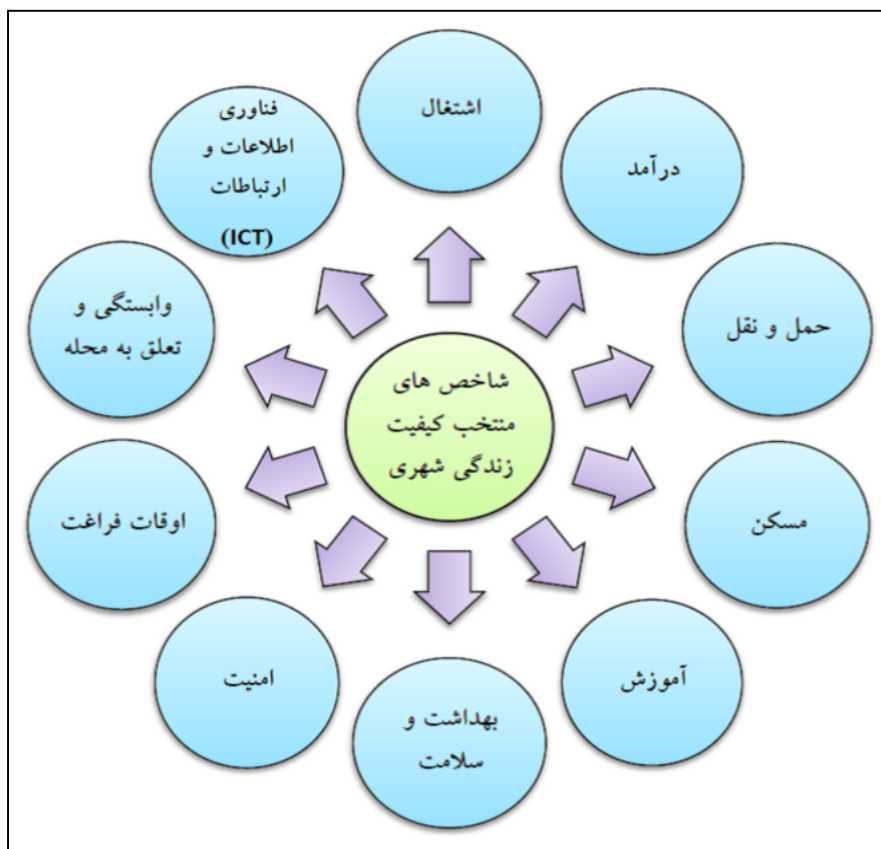 اشتغال
درآمد
حمل و نقل
مسکن
آموزش
بهداشت و
سلامت
امنیت
اوقات فراغت
وابستگی و
تعلق به محله
فناوری
اطلاعات و
ارتباطات
(ICT)
شاخص های
منتخب کیفیت
زندگی شهری